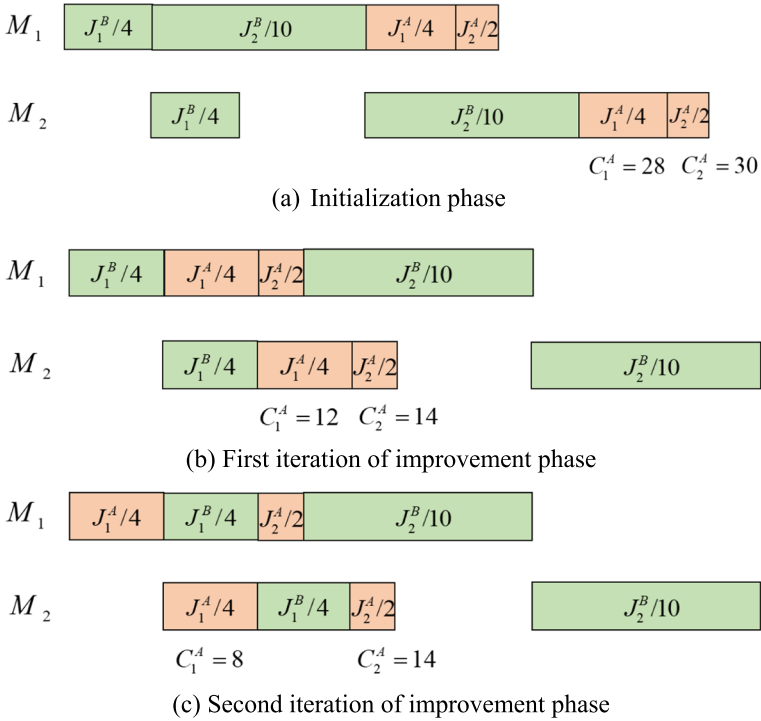 M₁ J₁ᴮ/4 J₂ᴮ/10 J₁ᴬ/4 J₂ᴬ/2
M₂ J₁ᴮ/4 J₂ᴮ/10 J₁ᴬ/4 J₂ᴬ/2
C₁ᴬ = 28 C₂ᴬ = 30
(a) Initialization phase
M₁ J₁ᴮ/4 J₁ᴬ/4 J₂ᴬ/2 J₂ᴮ/10
M₂ J₁ᴮ/4 J₁ᴬ/4 J₂ᴬ/2 J₂ᴮ/10
C₁ᴬ = 12 C₂ᴬ = 14
(b) First iteration of improvement phase
M₁ J₁ᴬ/4 J₁ᴮ/4 J₂ᴬ/2 J₂ᴮ/10
M₂ J₁ᴬ/4 J₁ᴮ/4 J₂ᴬ/2 J₂ᴮ/10
C₁ᴬ = 8 C₂ᴬ = 14
(c) Second iteration of improvement phase